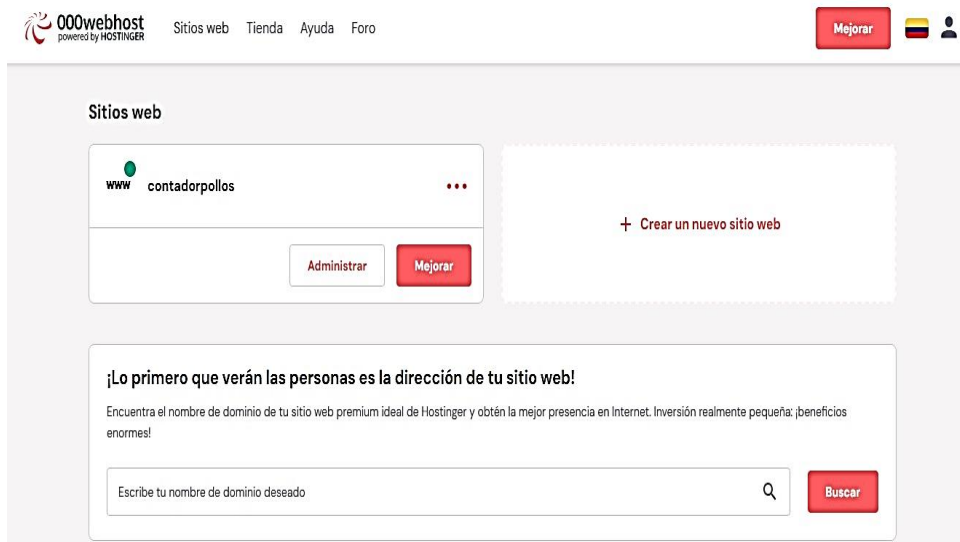 000webhost
powered by HOSTINGER
Sitios web Tienda Ayuda Foro
Mejorar
Sitios web
www contadorpollos
Administrar Mejorar
+ Crear un nuevo sitio web
¡Lo primero que verán las personas es la dirección de tu sitio web!
Encuentra el nombre de dominio de tu sitio web premium ideal de Hostinger y obtén la mejor presencia en Internet. Inversión realmente pequeña: ¡beneficios
enormes!
Escribe tu nombre de dominio deseado
Buscar